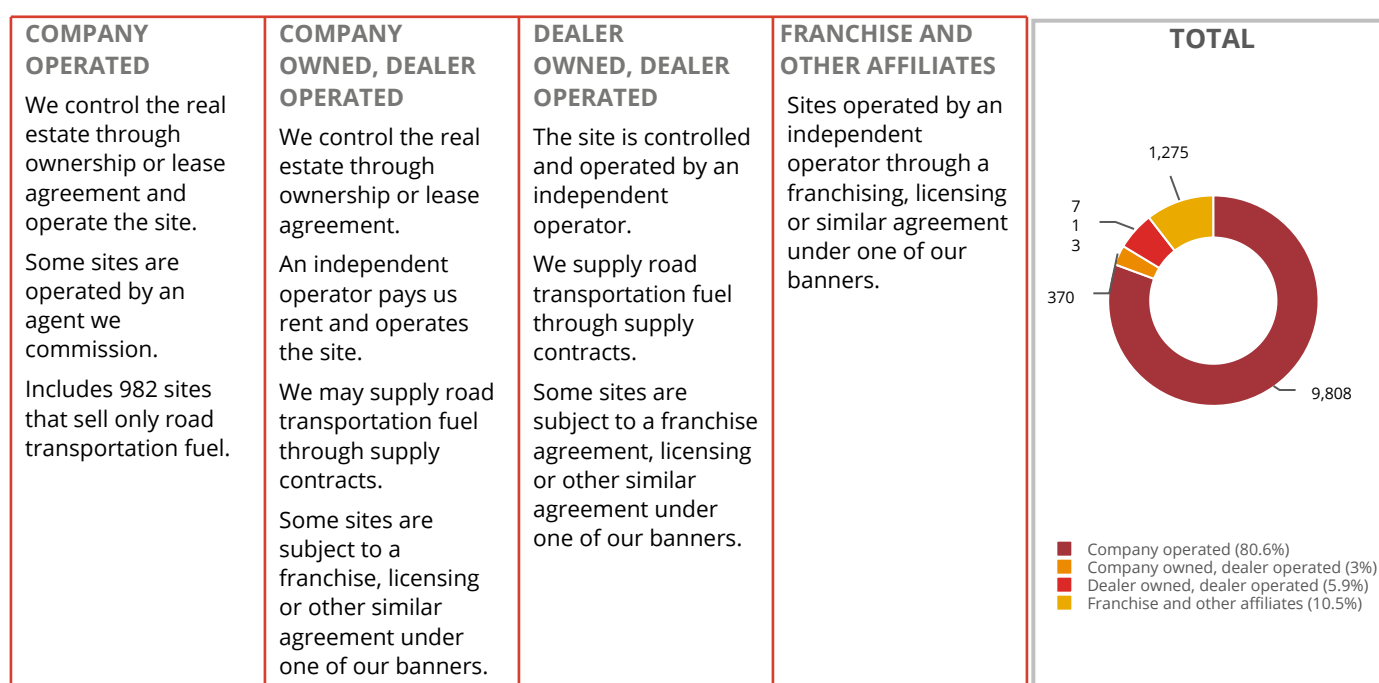 COMPANY
OPERATED
We control the real
estate through
ownership or lease
agreement and
operate the site.
Some sites are
operated by an
agent we
commission.
Includes 982 sites
that sell only road
transportation fuel.
COMPANY
OWNED, DEALER
OPERATED
We control the real
estate through
ownership or lease
agreement.
An independent
operator pays us
rent and operates
the site.
We may supply road
transportation fuel
through supply
contracts.
Some sites are
subject to a
franchise, licensing
or other similar
agreement under
one of our banners.
DEALER
OWNED, DEALER
OPERATED
The site is controlled
and operated by an
independent
operator.
We supply road
transportation fuel
through supply
contracts.
Some sites are
subject to a franchise
agreement, licensing
or other similar
agreement under
one of our banners.
FRANCHISE AND
OTHER AFFILIATES
Sites operated by an
independent
operator through a
franchising, licensing
or similar agreement
under one of our
banners.
TOTAL
1,275
7
1
3
370
9,808
Company operated (80.6%)
Company owned, dealer operated (3%)
Dealer owned, dealer operated (5.9%)
Franchise and other affiliates (10.5%)